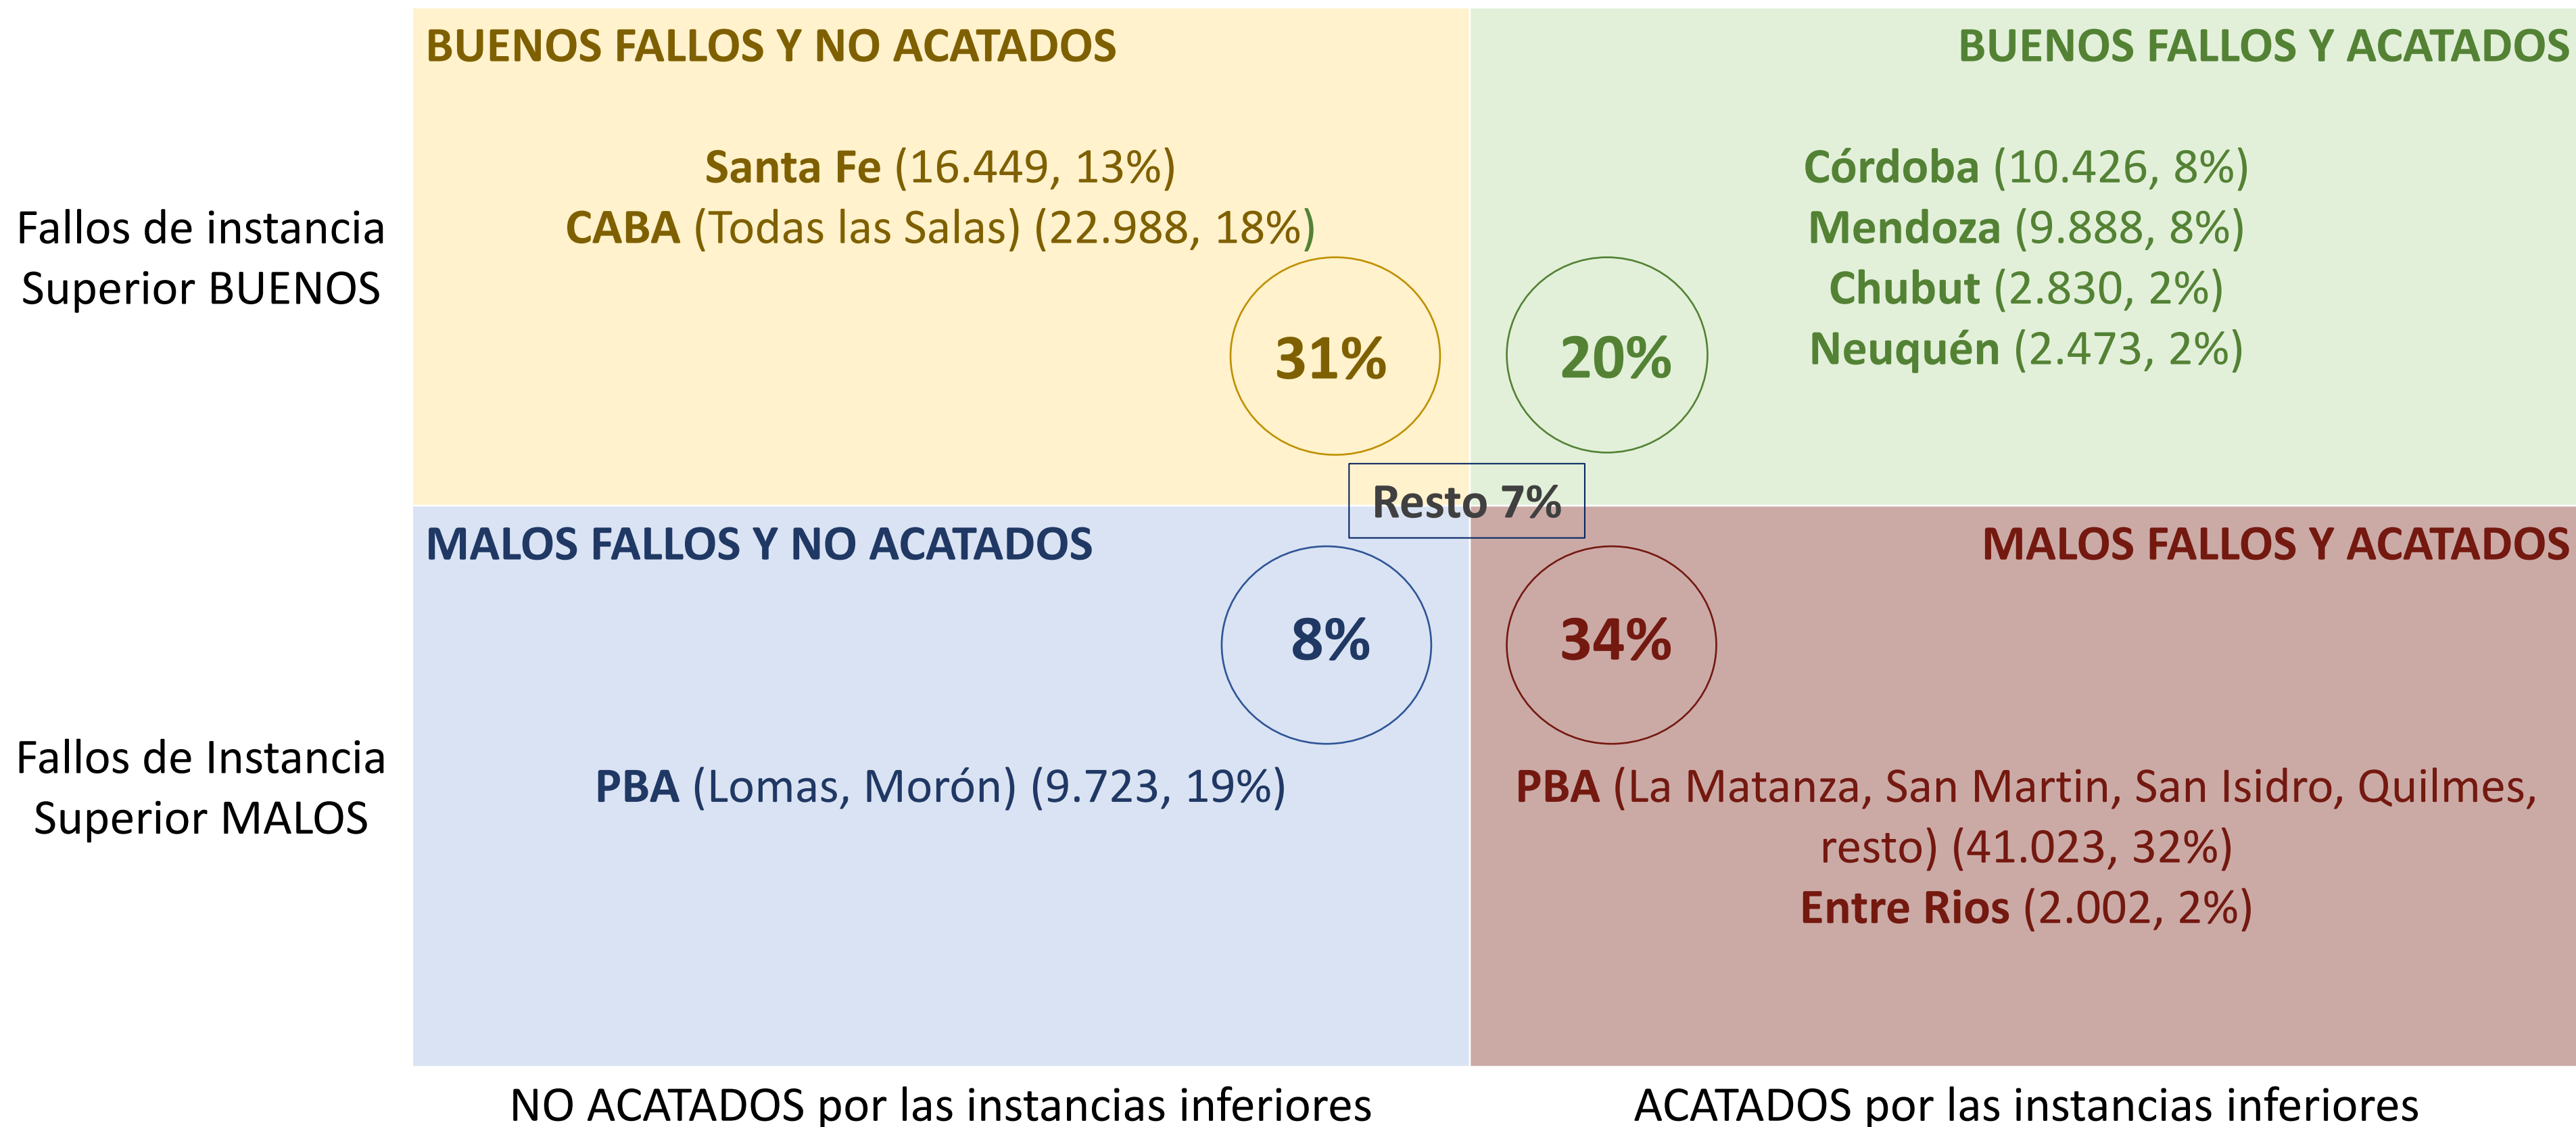 BUENOS FALLOS Y NO ACATADOS
BUENOS FALLOS Y ACATADOS
Fallos de instancia
Superior BUENOS
Santa Fe (16.449, 13%)
CABA (Todas las Salas) (22.988, 18%)
31%
Córdoba (10.426, 8%)
Mendoza (9.888, 8%)
Chubut (2.830, 2%)
Neuquén (2.473, 2%)
20%
Resto 7%
MALOS FALLOS Y NO ACATADOS
MALOS FALLOS Y ACATADOS
8%
34%
Fallos de Instancia
Superior MALOS
PBA (Lomas, Morón) (9.723, 19%)
PBA (La Matanza, San Martin, San Isidro, Quilmes,
resto) (41.023, 32%)
Entre Rios (2.002, 2%)
NO ACATADOS por las instancias inferiores
ACATADOS por las instancias inferiores